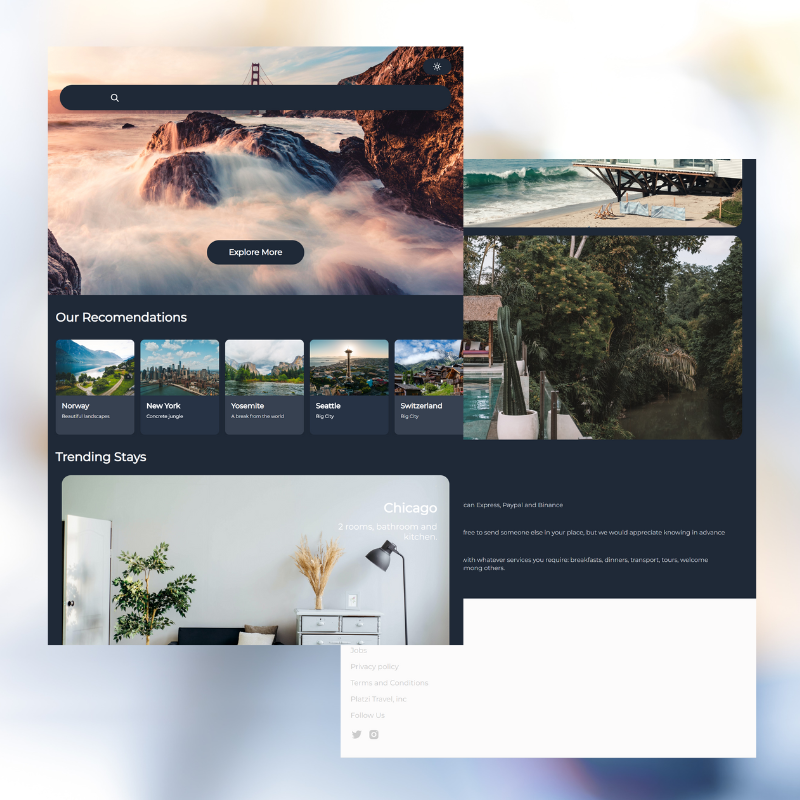 Explore More
Our Recomendations
Norway
Beautiful landscapes
New York
Concrete jungle
Yosemite
A break from the world
Seattle
Big City
Switzerland
Big City
Trending Stays
Chicago
2 rooms, bathroom and
kitchen.
can Express, Paypal and Binance
free to send someone else in your place, but we would appreciate knowing in advance
with whatever services you require: breakfasts, dinners, transport, tours, welcome
mong others.
Jobs
Privacy policy
Terms and Conditions
Platzi Travel, Inc
Follow Us